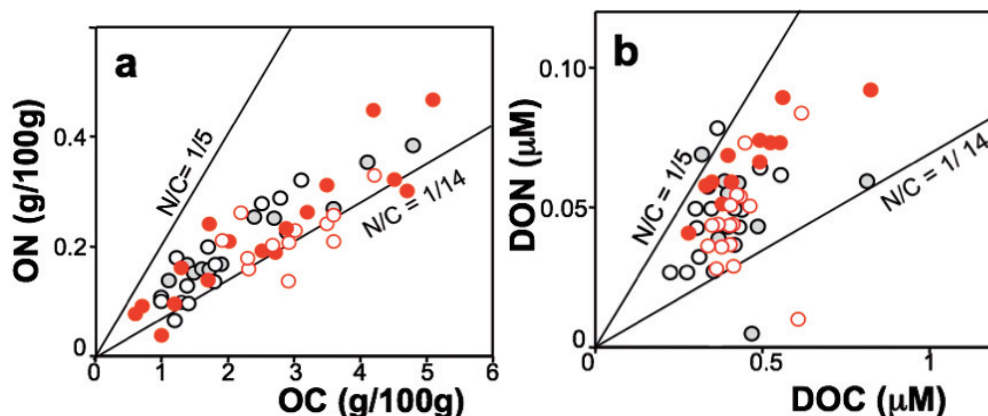 a
ON (g/100g)
0.4
0.2
0
N/C= 1/5
N/C= 1/14
0
1
2
3
4
5
6
OC (g/100g)
b
DON (µM)
0.10
0.05
0
N/C= 1/5
N/C= 1/ 14
0
0.5
1
DOC (µM)